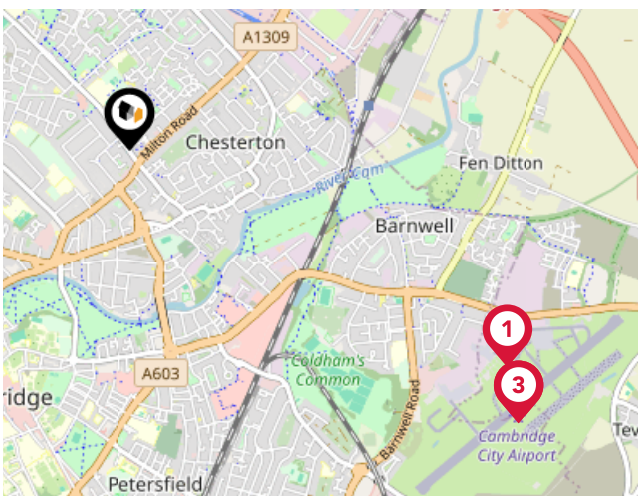 A1309
Milton Road
Chesterton
Fen Ditton
River Cam
Barnwell
1
Coldham's
Common
3
A603
ridge
Barnwell Road
Cambridge
City Airport
Tev
Petersfield